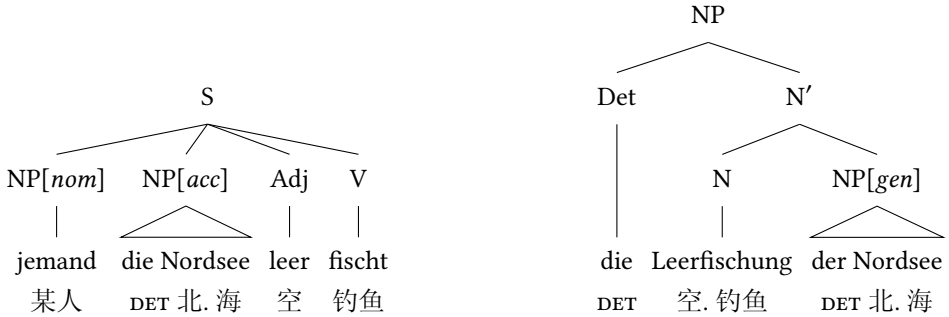 NP
S Det N′
NP[nom] NP[acc] Adj V N NP[gen]
jemand die Nordsee leer fischt die Leerfischung der Nordsee
某人 DET 北. 海 空 钓鱼 DET 空. 钓鱼 DET 北. 海